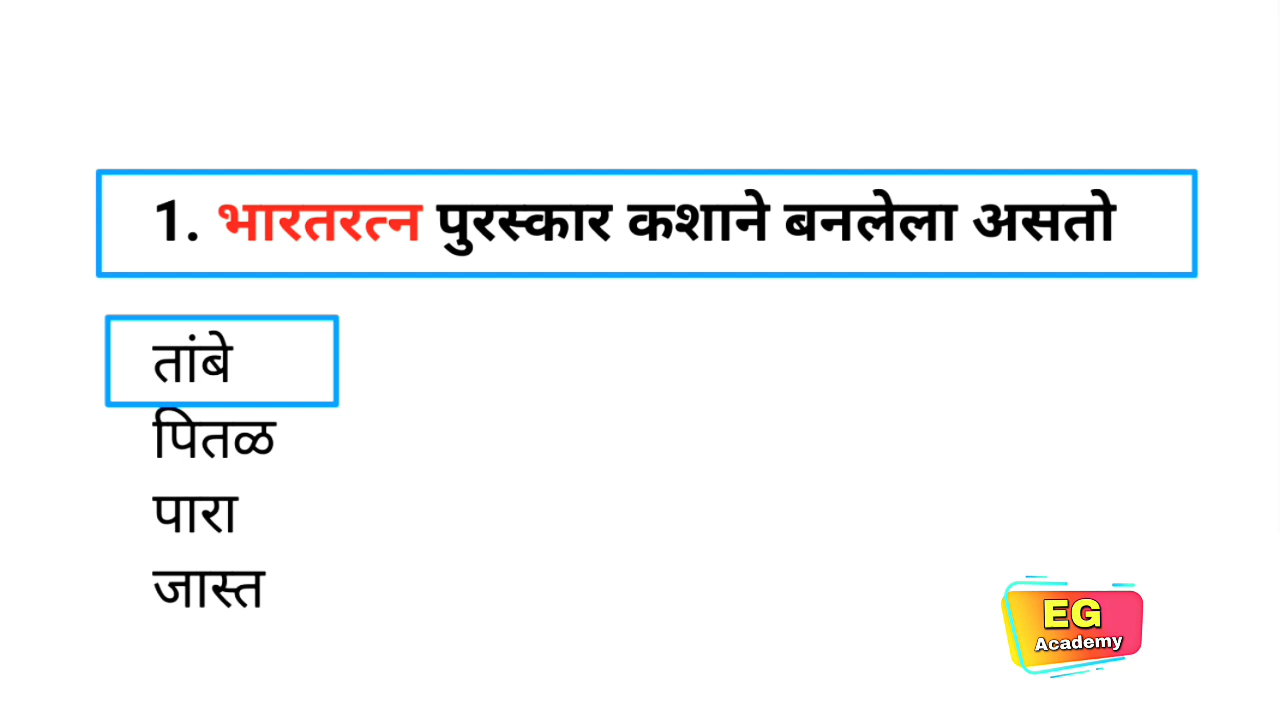 1. भारतरत्न पुरस्कार कशाने बनलेला असतो
तांबे
पितळ
पारा
जास्त
EG
Academy